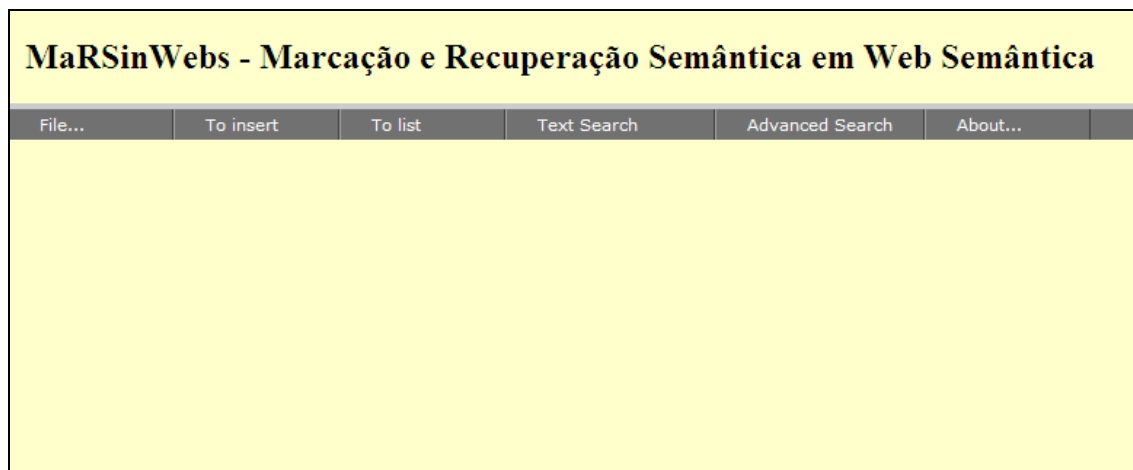 MaRSinWebs - Marcação e Recuperação Semântica em Web Semântica
File... To insert To list Text Search Advanced Search About...